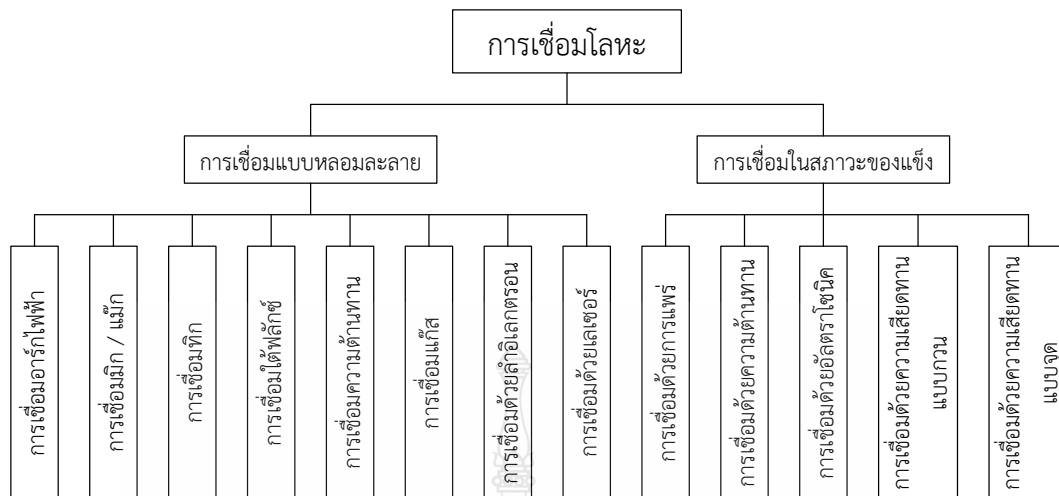 การเชื่อมโลหะ
การเชื่อมแบบหลอมละลาย
การเชื่อมในสภาวะของแข็ง
การเชื่อมอาร์กไฟฟ้า
การเชื่อมมิก / แม๊ก
การเชื่อมทิก
การเชื่อมใต้ฟลักซ์
การเชื่อมความต้านทาน
การเชื่อมแก๊ส
การเชื่อมด้วยลำอิเลกตรอน
การเชื่อมด้วยเลเซอร์
การเชื่อมด้วยการแพร่
การเชื่อมด้วยความต้านทาน
การเชื่อมด้วยอัลตราโซนิค
การเชื่อมด้วยความเสียดทาน
แบบกวน
การเชื่อมด้วยความเสียดทาน
แบบจุด